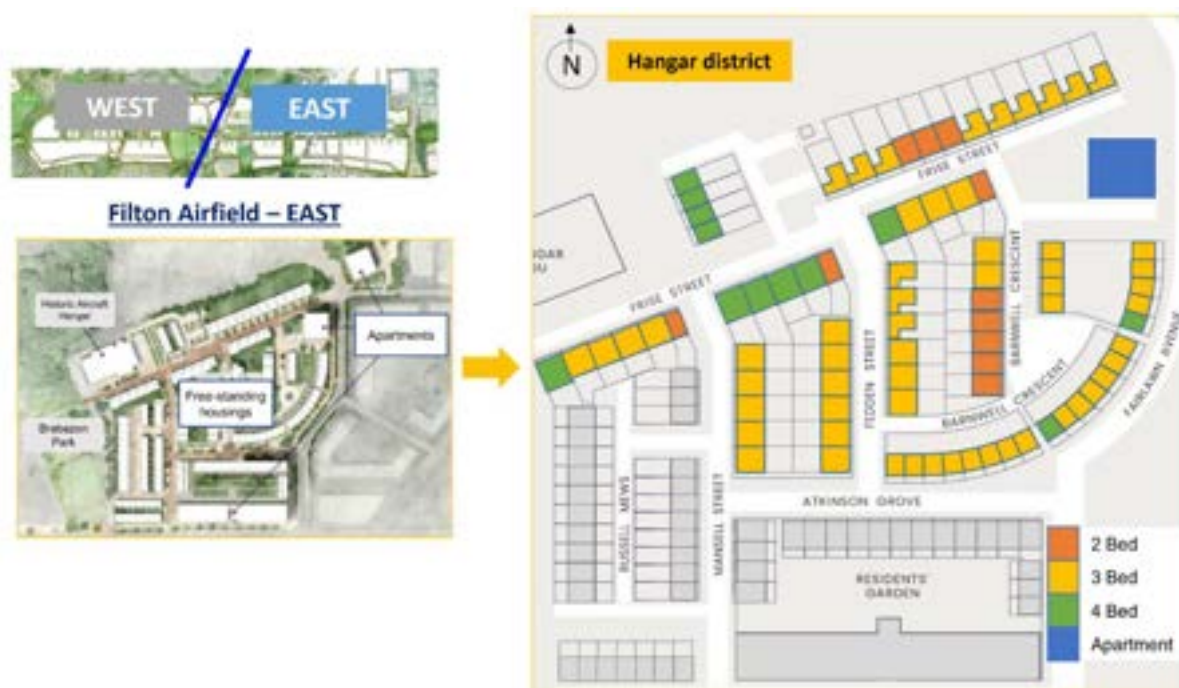 WEST
EAST
Filton Airfield – EAST
Historic Aircraft
Hangar
Apartments
Free-standing
housings
Brabazon
Park
N
Hangar district
FRISE STREET
FRISE STREET
BARNWELL CRESCENT
FEDDEN STREET
BARNWELL CRESCENT
FAIRLAWN AVENUE
RUSSELL MEWS
MANSELL STREET
ATKINSON GROVE
RESIDENTS'
GARDEN
2 Bed
3 Bed
4 Bed
Apartment